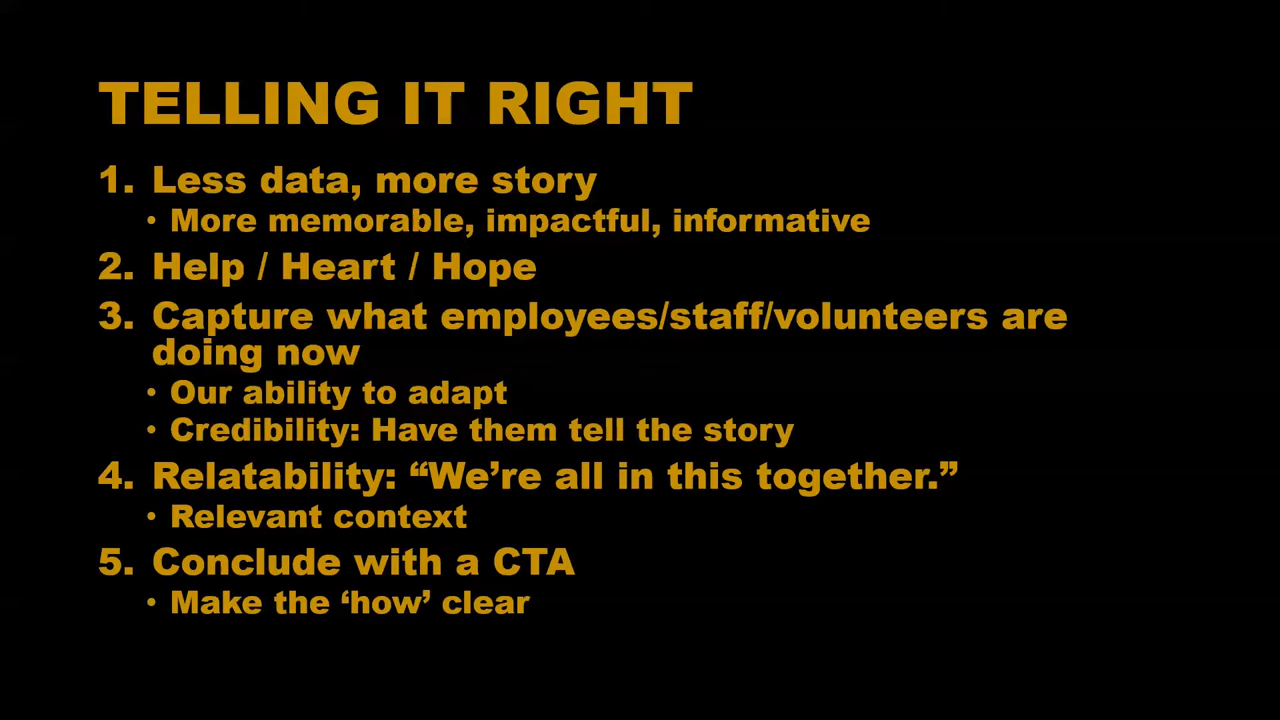 TELLING IT RIGHT
1. Less data, more story
• More memorable, impactful, informative
2. Help / Heart / Hope
3. Capture what employees/staff/volunteers are
doing now
• Our ability to adapt
• Credibility: Have them tell the story
4. Relatability: “We’re all in this together.”
• Relevant context
5. Conclude with a CTA
• Make the ‘how’ clear